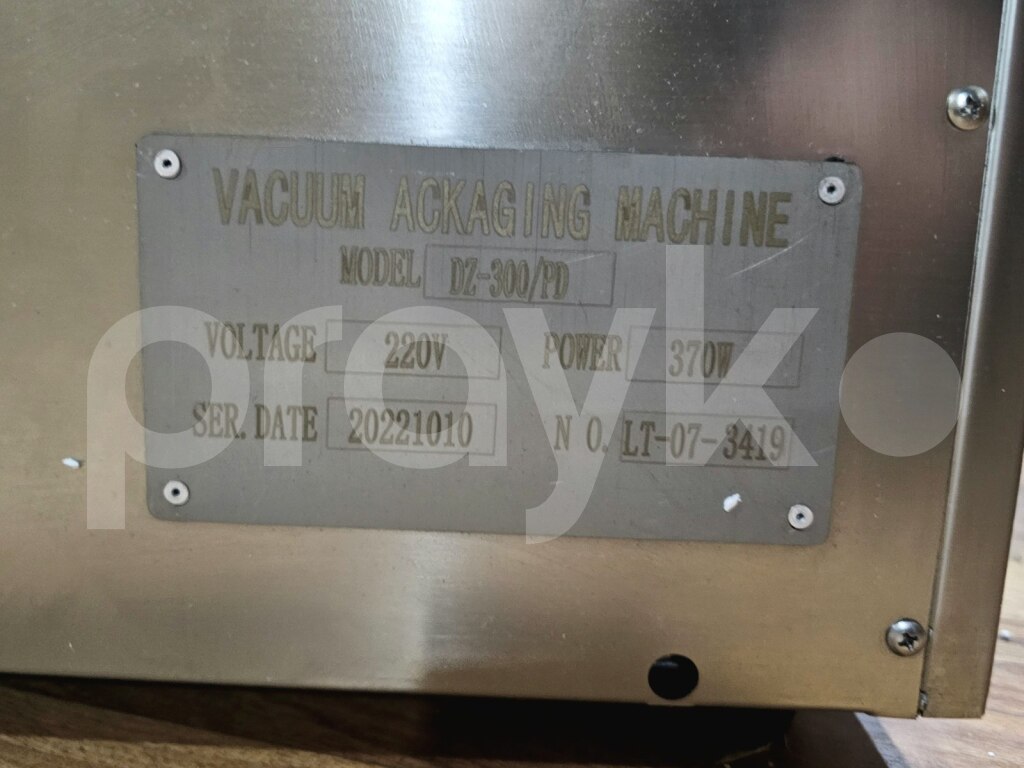 VACUUM ACKAGING MACHINE
MODEL DZ-300/PD
VOLTAGE 220V POWER 370W
SER. DATE 20221010 N O. LT-07-3419
prayk